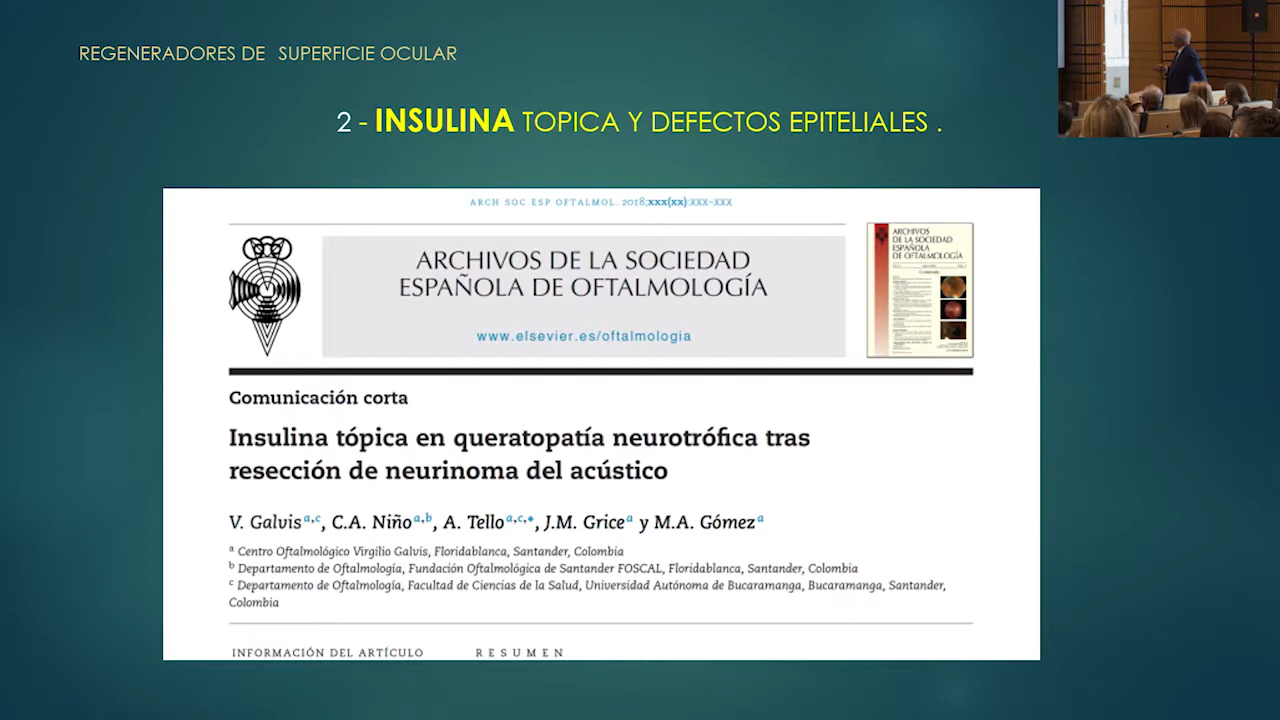 REGENERADORES DE SUPERFICIE OCULAR
2 - INSULINA TOPICA Y DEFECTOS EPITELIALES .
ARCH SOC ESP OFTALMOL. 2018;xxx(xx):XXX–XXX
ARCHIVOS DE LA SOCIEDAD
ESPAÑOLA DE OFTALMOLOGÍA
www.elsevier.es/oftalmologia
ARCHIVOS
DE LA SOCIEDAD
ESPAÑOLA
DE OFTALMOLOGÍA
Comunicación corta
Insulina tópica en queratopatía neurotrófica tras
resección de neurinoma del acústico
V. Galvis a,c, C.A. Niño a,b, A. Tello a,c,*, J.M. Grice a y M.A. Gómez a
a Centro Oftalmológico Virgilio Galvis, Floridablanca, Santander, Colombia
b Departamento de Oftalmología, Fundación Oftalmológica de Santander FOSCAL, Floridablanca, Santander, Colombia
c Departamento de Oftalmología, Facultad de Ciencias de la Salud, Universidad Autónoma de Bucaramanga, Bucaramanga, Santander,
Colombia
INFORMACIÓN DEL ARTÍCULO
RESUMEN